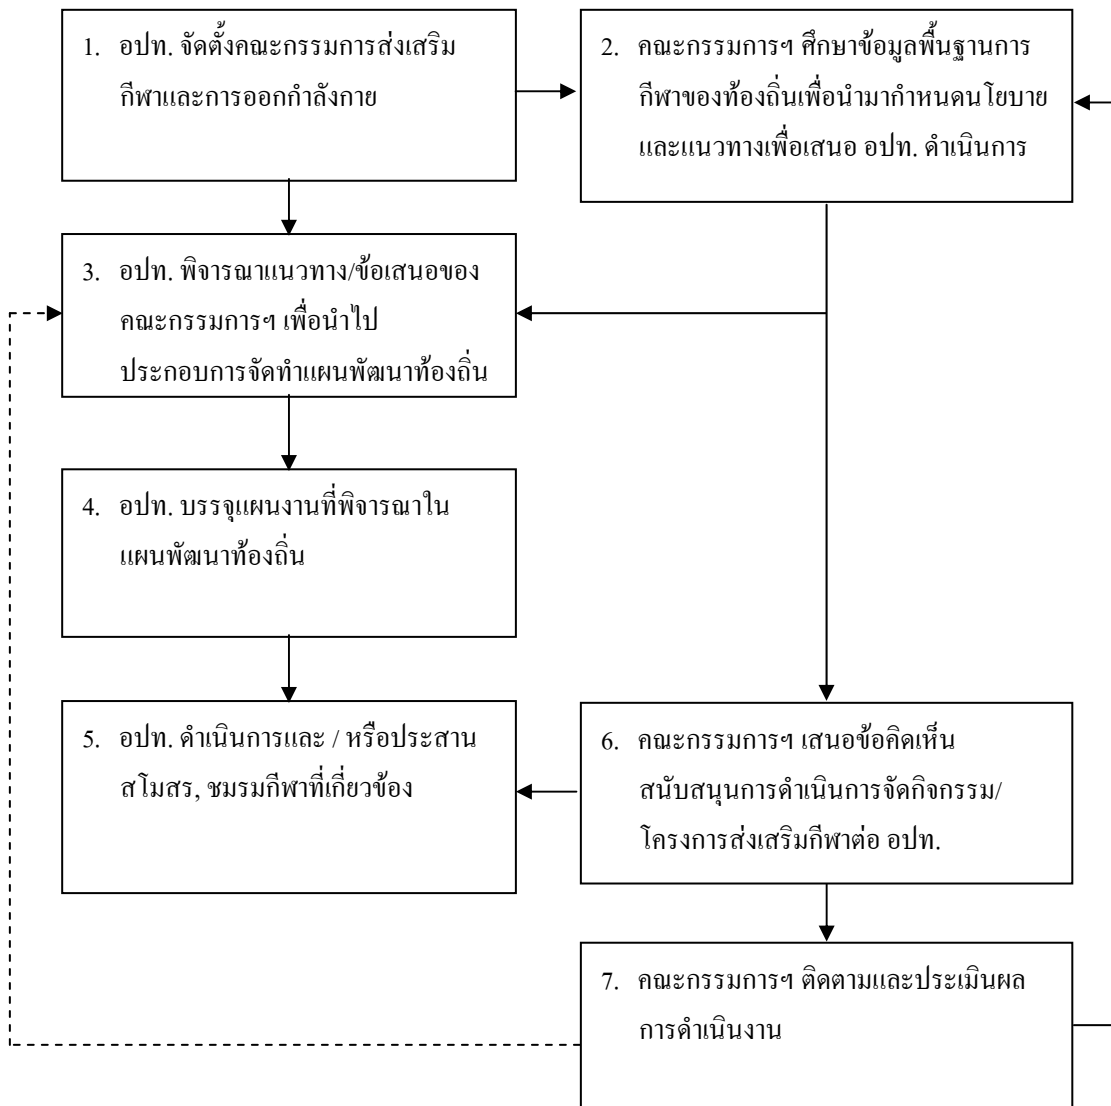 1. อปท. จัดตั้งคณะกรรมการส่งเสริม
กีฬาและการออกกำลังกาย
2. คณะกรรมการฯ ศึกษาข้อมูลพื้นฐานการ
กีฬาของท้องถิ่นเพื่อนำมากำหนดนโยบาย
และแนวทางเพื่อเสนอ อปท. ดำเนินการ
3. อปท. พิจารณาแนวทาง/ข้อเสนอของ
คณะกรรมการฯ เพื่อนำไป
ประกอบการจัดทำแผนพัฒนาท้องถิ่น
4. อปท. บรรจุแผนงานที่พิจารณาใน
แผนพัฒนาท้องถิ่น
5. อปท. ดำเนินการและ / หรือประสาน
สโมสร, ชมรมกีฬาที่เกี่ยวข้อง
6. คณะกรรมการฯ เสนอข้อคิดเห็น
สนับสนุนการดำเนินการจัดกิจกรรม/
โครงการส่งเสริมกีฬาต่อ อปท.
7. คณะกรรมการฯ ติดตามและประเมินผล
การดำเนินงาน